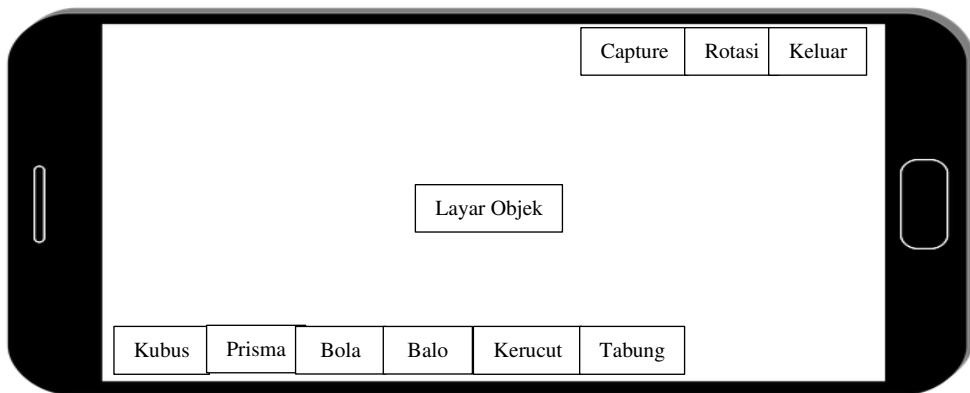 Capture Rotasi Keluar
Layar Objek
Kubus Prisma Bola Balo Kerucut Tabung